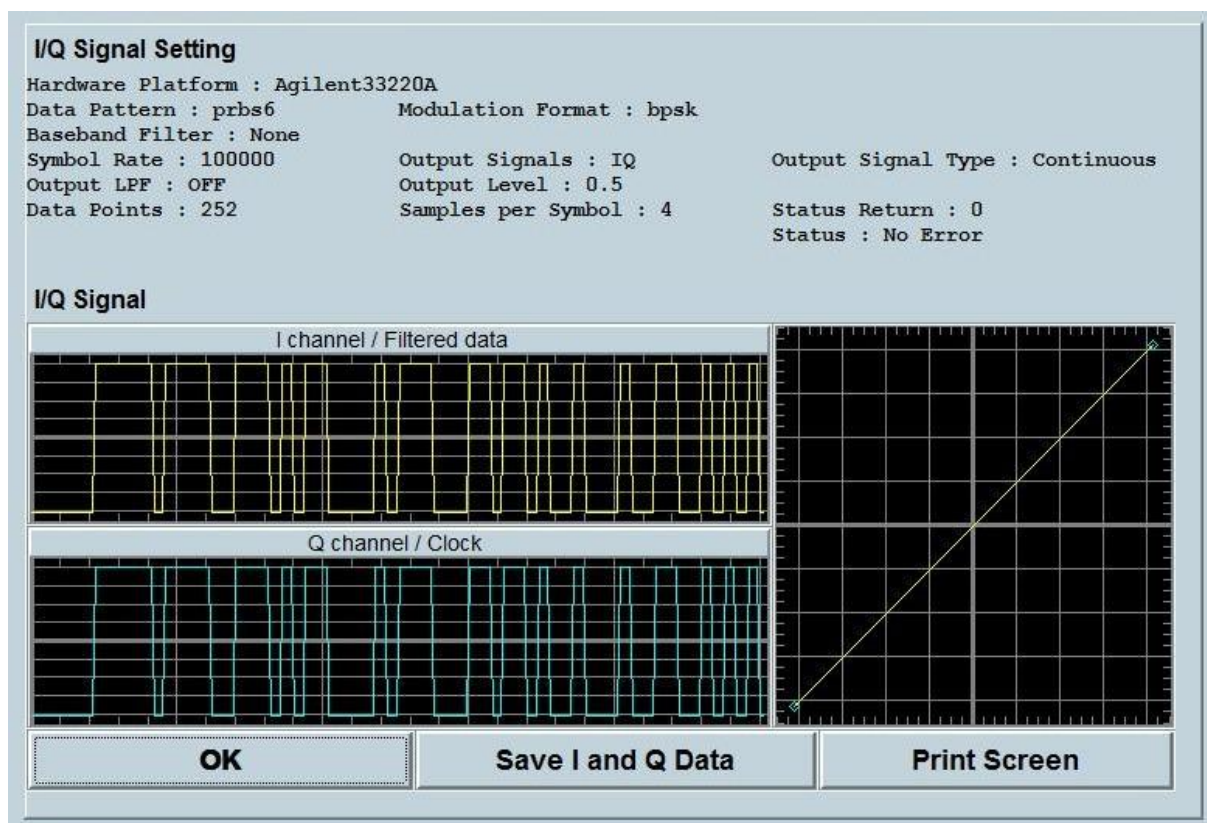 I/Q Signal Setting
Hardware Platform : Agilent33220A
Data Pattern : prbs6 Modulation Format : bpsk
Baseband Filter : None
Symbol Rate : 100000 Output Signals : IQ Output Signal Type : Continuous
Output LPF : OFF Output Level : 0.5
Data Points : 252 Samples per Symbol : 4 Status Return : 0
Status : No Error
I/Q Signal
I channel / Filtered data
Q channel / Clock
OK Save I and Q Data Print Screen